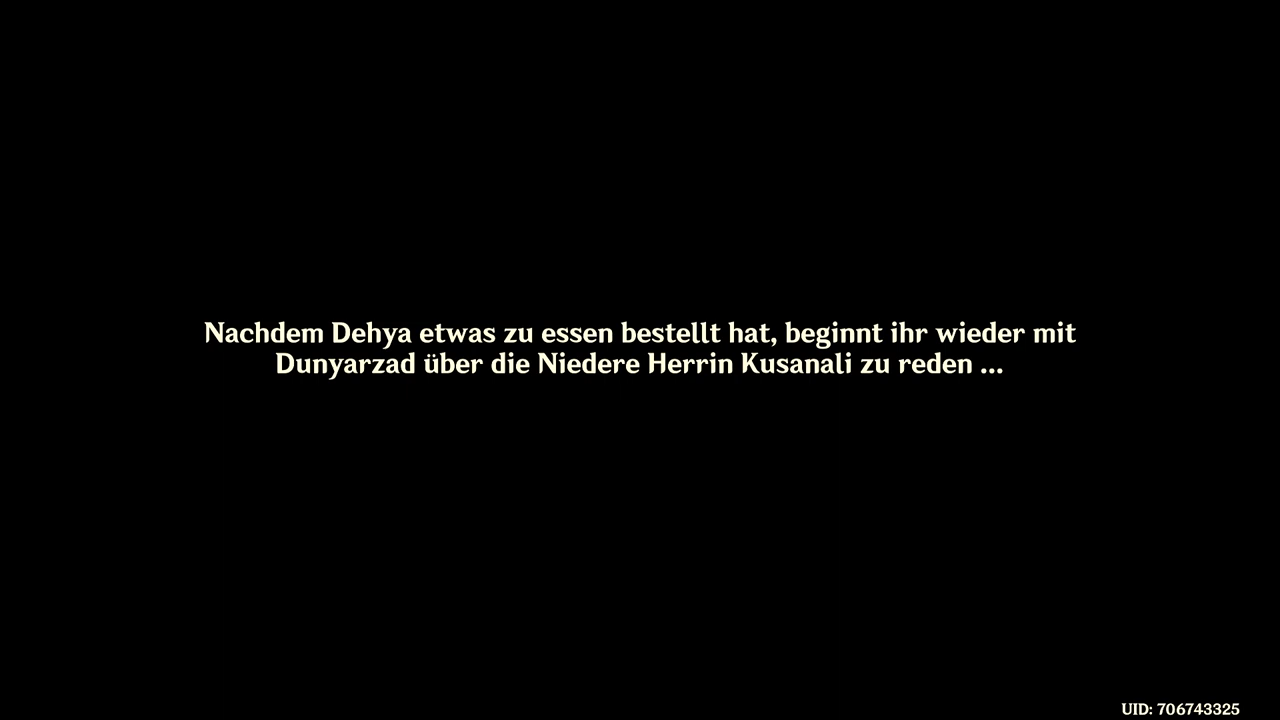 Nachdem Dehya etwas zu essen bestellt hat, beginnt ihr wieder mit
Dunyarzad über die Niedere Herrin Kusanali zu reden ...
UID: 706743325